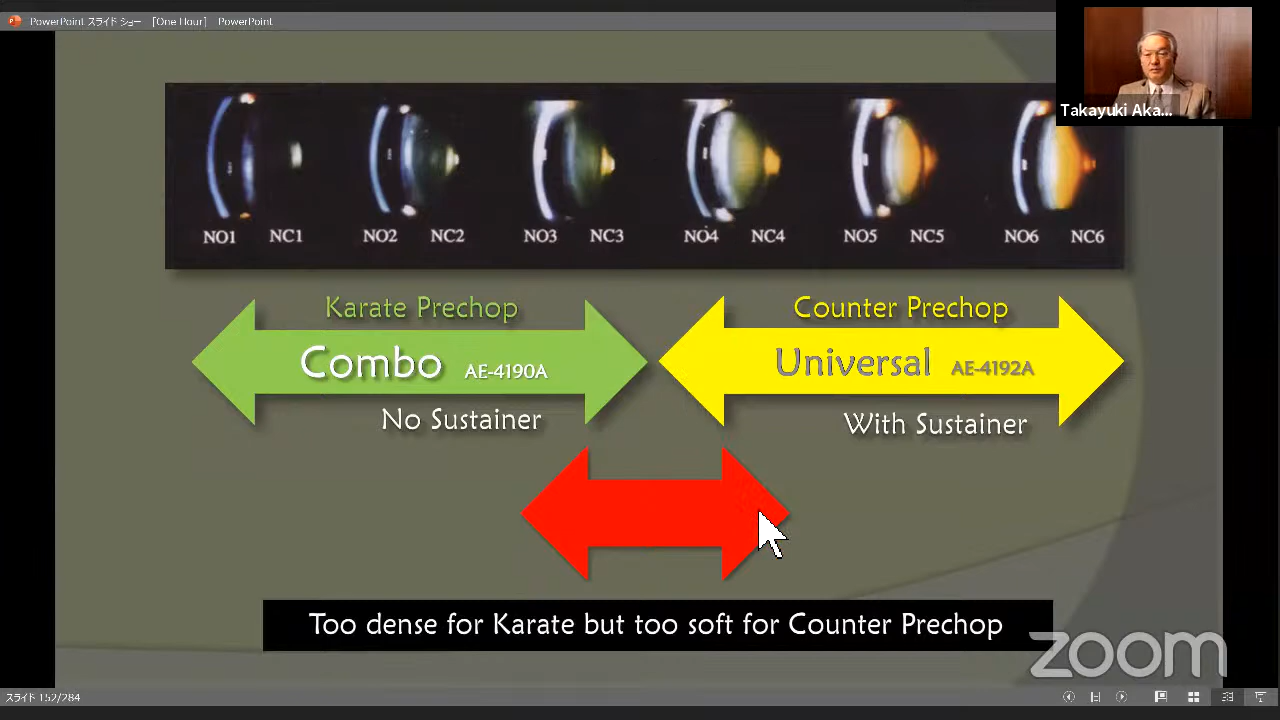 PowerPoint スライド ショー [One Hour] PowerPoint
Takayuki Aka...
NO1 NC1 NO2 NC2 NO3 NC3 NO4 NC4 NO5 NC5 NO6 NC6
Karate Prechop
Counter Prechop
Combo AE-4190A
Universal AE-4192A
No Sustainer
With Sustainer
Too dense for Karate but too soft for Counter Prechop
zoom
スライド 152/284